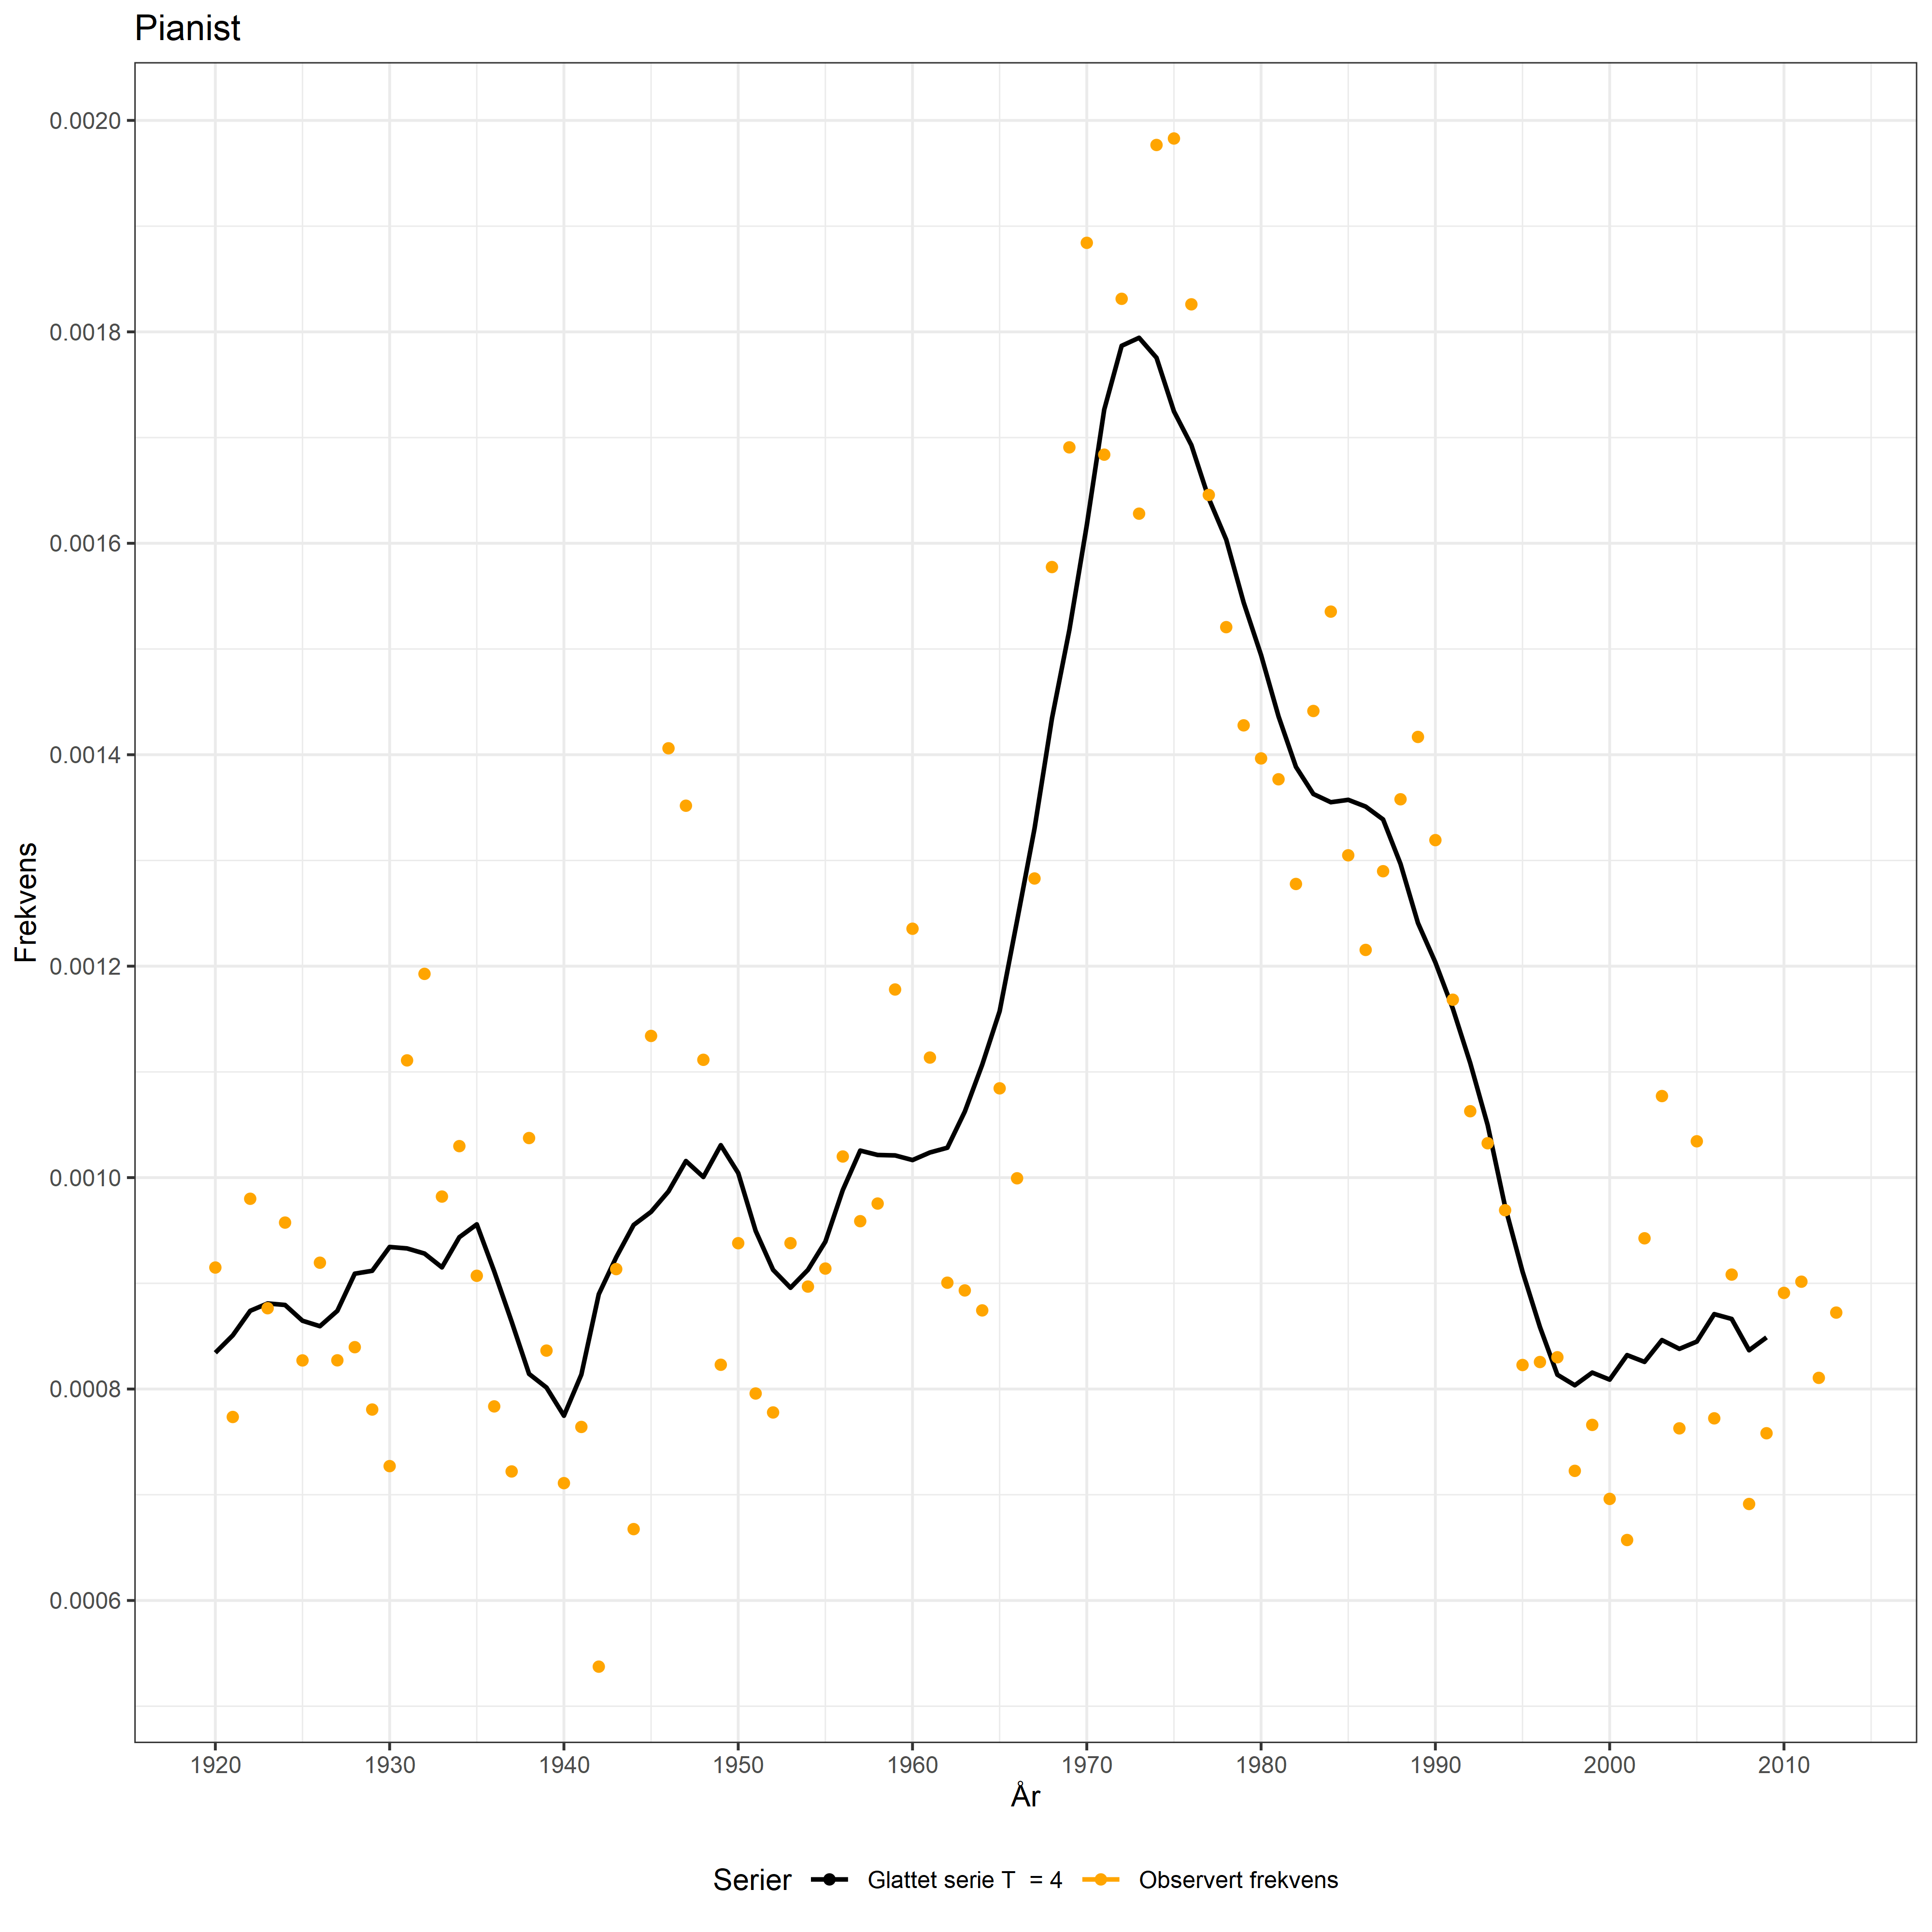 Pianist
0.0020
0.0018
0.0016
0.0014
0.0012
0.0010
0.0008
0.0006
Frekvens
1920 1930 1940 1950 1960 1970 1980 1990 2000 2010
År
Serier Glattet serie T  = 4 Observert frekvens